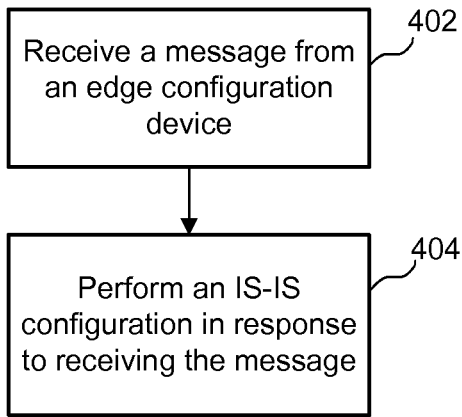 402
Receive a message from
an edge configuration
device
404
Perform an IS-IS
configuration in response
to receiving the message